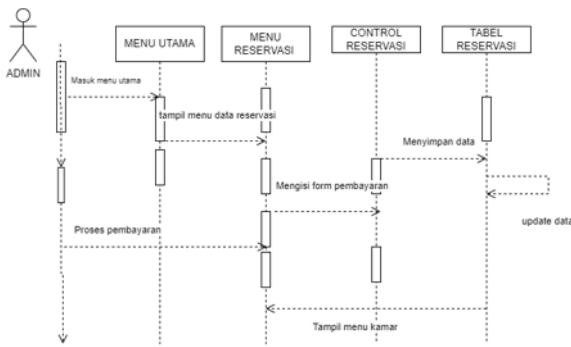 MENU UTAMA
MENU
RESERVASI
CONTROL
RESERVASI
TABEL
RESERVASI
ADMIN
Masuk menu utama
tampil menu data reservasi
Menyimpan data
Mengisi form pembayaran
update data
Proses pembayaran
Tampil menu kamar